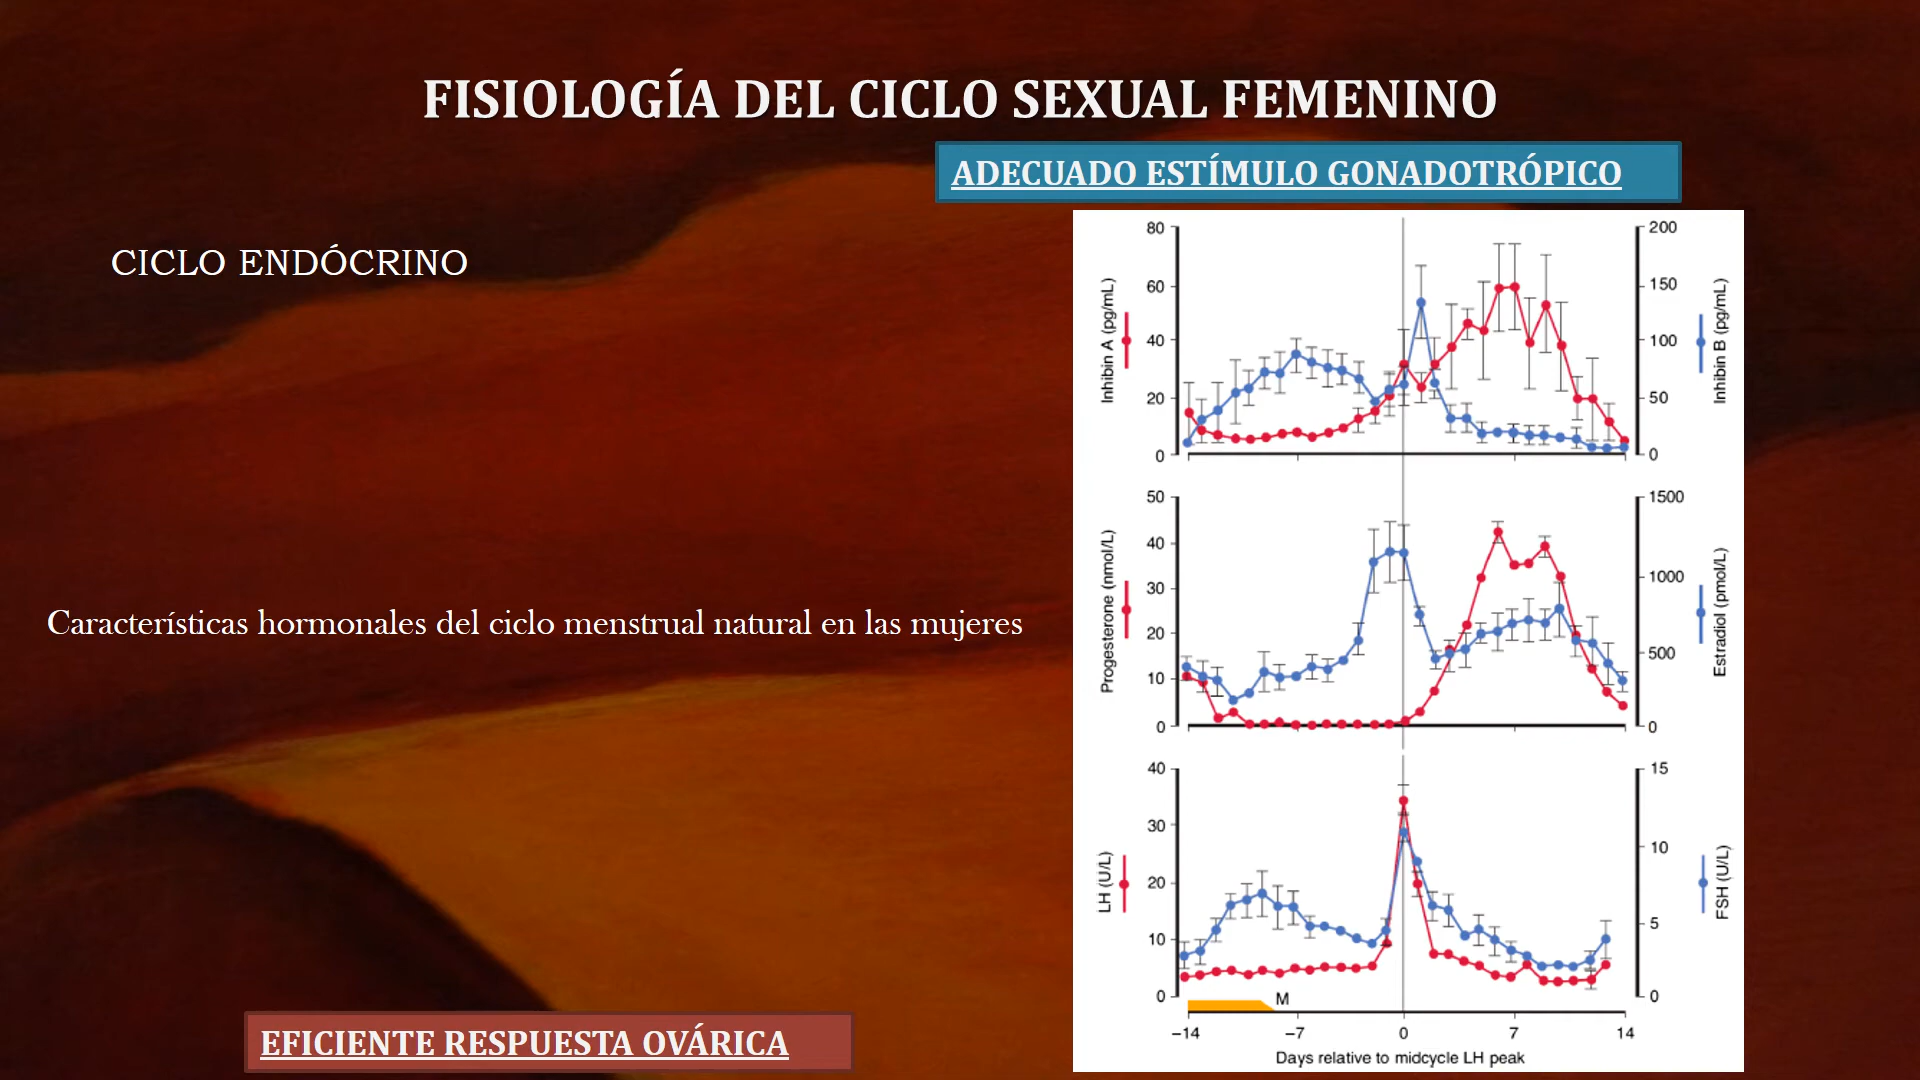 FISIOLOGÍA DEL CICLO SEXUAL FEMENINO
ADECUADO ESTÍMULO GONADOTRÓPICO
CICLO ENDÓCRINO
Características hormonales del ciclo menstrual natural en las mujeres
EFICIENTE RESPUESTA OVÁRICA
80
60
40
20
0
Inhibin A (pg/mL)
200
150
100
50
0
Inhibin B (pg/mL)
50
40
30
20
10
0
Progesterone (nmol/L)
1500
1000
500
0
Estradiol (pmol/L)
40
30
20
10
0
LH (U/L)
15
10
5
0
FSH (U/L)
M
−14 −7 0 7 14
Days relative to midcycle LH peak